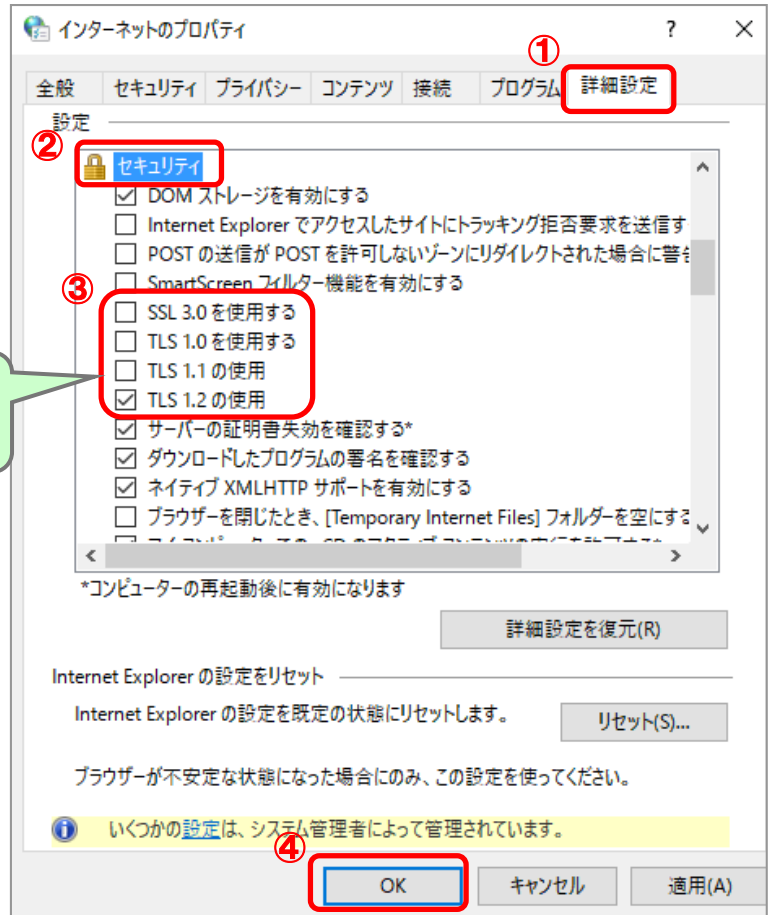 インターネットのプロパティ ? ×
①
全般 セキュリティ プライバシー コンテンツ 接続 プログラム 詳細設定
設定
②
セキュリティ
DOM ストレージを有効にする
Internet Explorer でアクセスしたサイトにトラッキング拒否要求を送信す
POST の送信が POST を許可しないゾーンにリダイレクトされた場合に警告
SmartScreen フィルター機能を有効にする
③
SSL 3.0 を使用する
TLS 1.0 を使用する
TLS 1.1 の使用
TLS 1.2 の使用
サーバーの証明書失効を確認する*
ダウンロードしたプログラムの署名を確認する
ネイティブ XMLHTTP サポートを有効にする
ブラウザーを閉じたとき、[Temporary Internet Files] フォルダーを空にする
*コンピューターの再起動後に有効になります
詳細設定を復元(R)
Internet Explorer の設定をリセット
Internet Explorer の設定を既定の状態にリセットします。
リセット(S)...
ブラウザーが不安定な状態になった場合にのみ、この設定を使ってください。
いくつかの設定は、システム管理者によって管理されています。
④
OK キャンセル 適用(A)